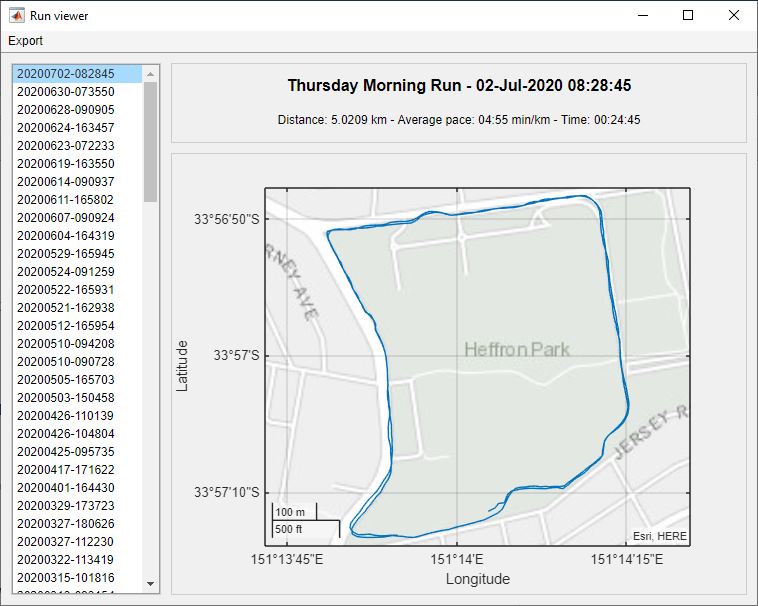 Run viewer
Export
20200702-082845
20200630-073550
20200628-090905
20200624-163457
20200623-072233
20200619-163550
20200614-090937
20200611-165802
20200607-090924
20200604-164319
20200529-165945
20200524-091259
20200522-165931
20200521-162938
20200512-165954
20200510-094208
20200510-090728
20200505-165703
20200503-150458
20200426-110139
20200426-104804
20200425-095735
20200417-171622
20200401-164430
20200329-173723
20200327-180626
20200327-112230
20200322-113419
20200315-101816
Thursday Morning Run - 02-Jul-2020 08:28:45
Distance: 5.0209 km - Average pace: 04:55 min/km - Time: 00:24:45
33°56'50"S
RNEY AVE
Latitude
33°57'S
Heffron Park
JERSEY R
33°57'10"S
100 m
500 ft
Esri, HERE
151°13'45"E
151°14'E
151°14'15"E
Longitude